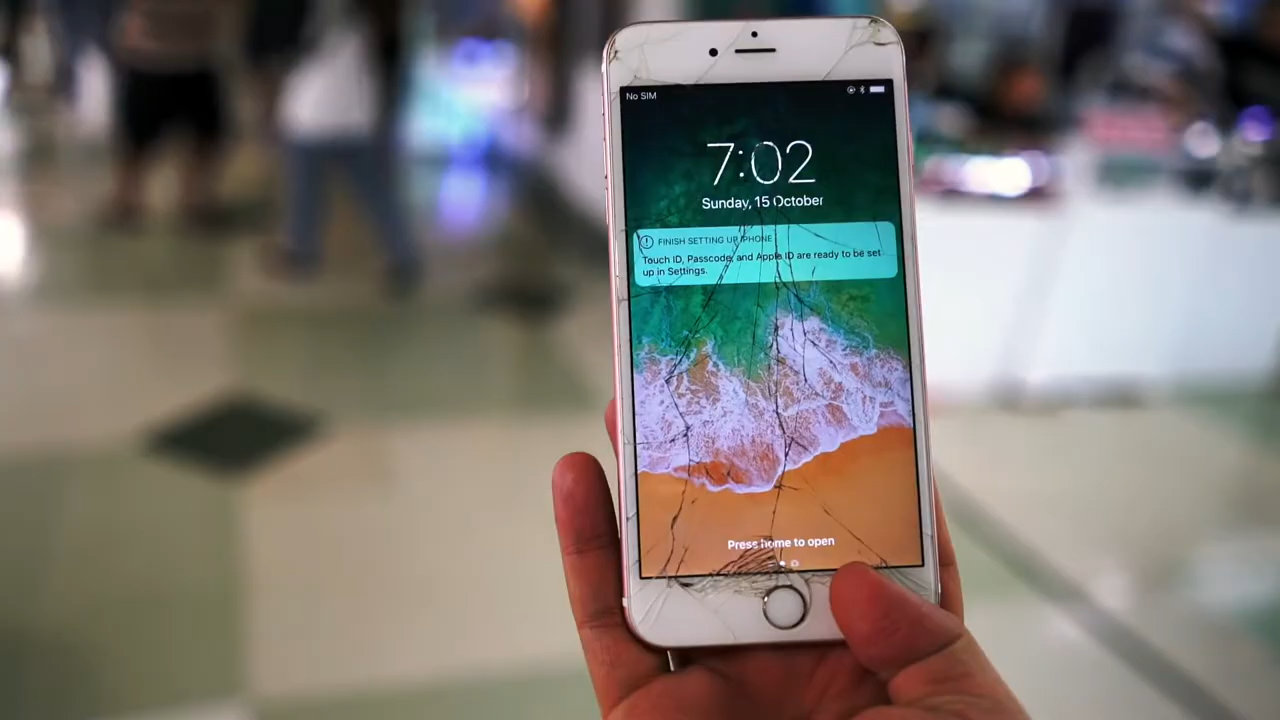 No SIM
7:02
Sunday, 15 October
FINISH SETTING UP IPHONE
Touch ID, Passcode, and Apple ID are ready to be set
up in Settings.
Press home to open